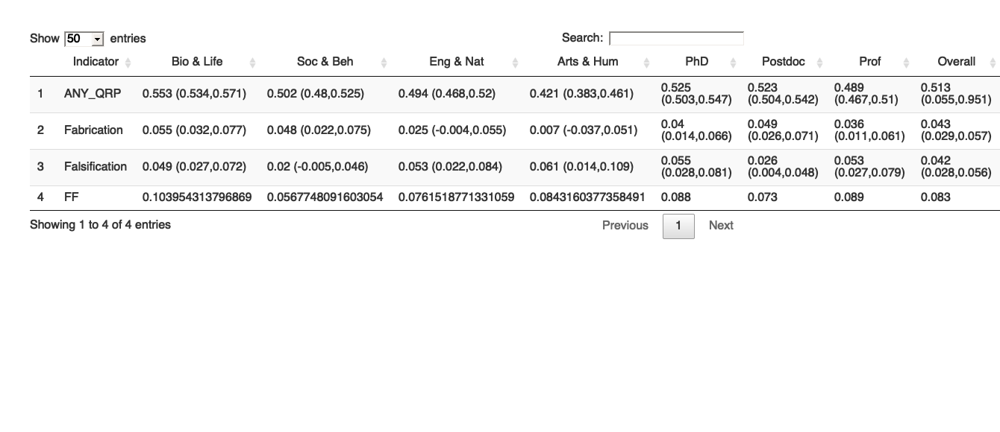 Show 50 entries Search:
Indicator Bio & Life Soc & Beh Eng & Nat Arts & Hum PhD Postdoc Prof Overall
1 ANY_QRP 0.553 (0.534,0.571) 0.502 (0.48,0.525) 0.494 (0.468,0.52) 0.421 (0.383,0.461) 0.525 (0.503,0.547) 0.523 (0.504,0.542) 0.489 (0.467,0.51) 0.513 (0.055,0.951)
2 Fabrication 0.055 (0.032,0.077) 0.048 (0.022,0.075) 0.025 (-0.004,0.055) 0.007 (-0.037,0.051) 0.04 (0.014,0.066) 0.049 (0.026,0.071) 0.036 (0.011,0.061) 0.043 (0.029,0.057)
3 Falsification 0.049 (0.027,0.072) 0.02 (-0.005,0.046) 0.053 (0.022,0.084) 0.061 (0.014,0.109) 0.055 (0.028,0.081) 0.026 (0.004,0.048) 0.053 (0.027,0.079) 0.042 (0.028,0.056)
4 FF 0.103954313796869 0.0567748091603054 0.0761518771331059 0.0843160377358491 0.088 0.073 0.089 0.083
Showing 1 to 4 of 4 entries Previous 1 Next